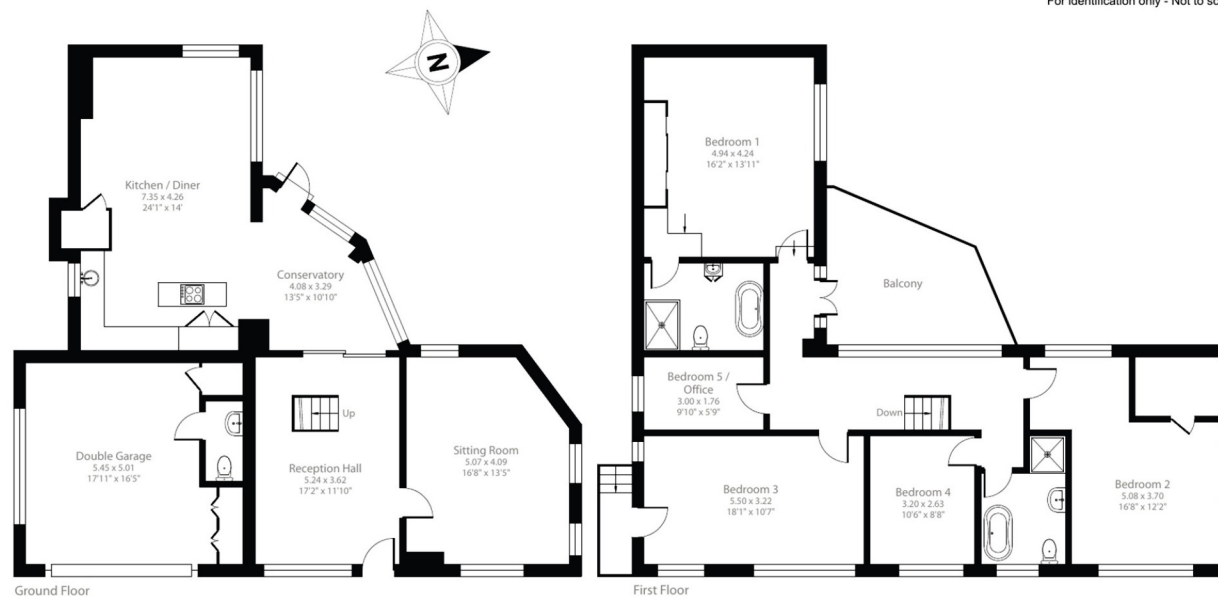 For identification only - Not to sc
N
Kitchen / Diner
7.35 x 4.26
24'1" x 14'
Conservatory
4.08 x 3.29
13'5" x 10'10"
Double Garage
5.45 x 5.01
17'11" x 16'5"
Up
Reception Hall
5.24 x 3.62
17'2" x 11'10"
Sitting Room
5.07 x 4.09
16'8" x 13'5"
Ground Floor
Bedroom 1
4.94 x 4.24
16'2" x 13'11"
Balcony
Bedroom 5 /
Office
3.00 x 1.76
9'10" x 5'9"
Down
Bedroom 3
5.50 x 3.22
18'1" x 10'7"
Bedroom 4
3.20 x 2.63
10'6" x 8'8"
Bedroom 2
5.08 x 3.70
16'8" x 12'2"
First Floor